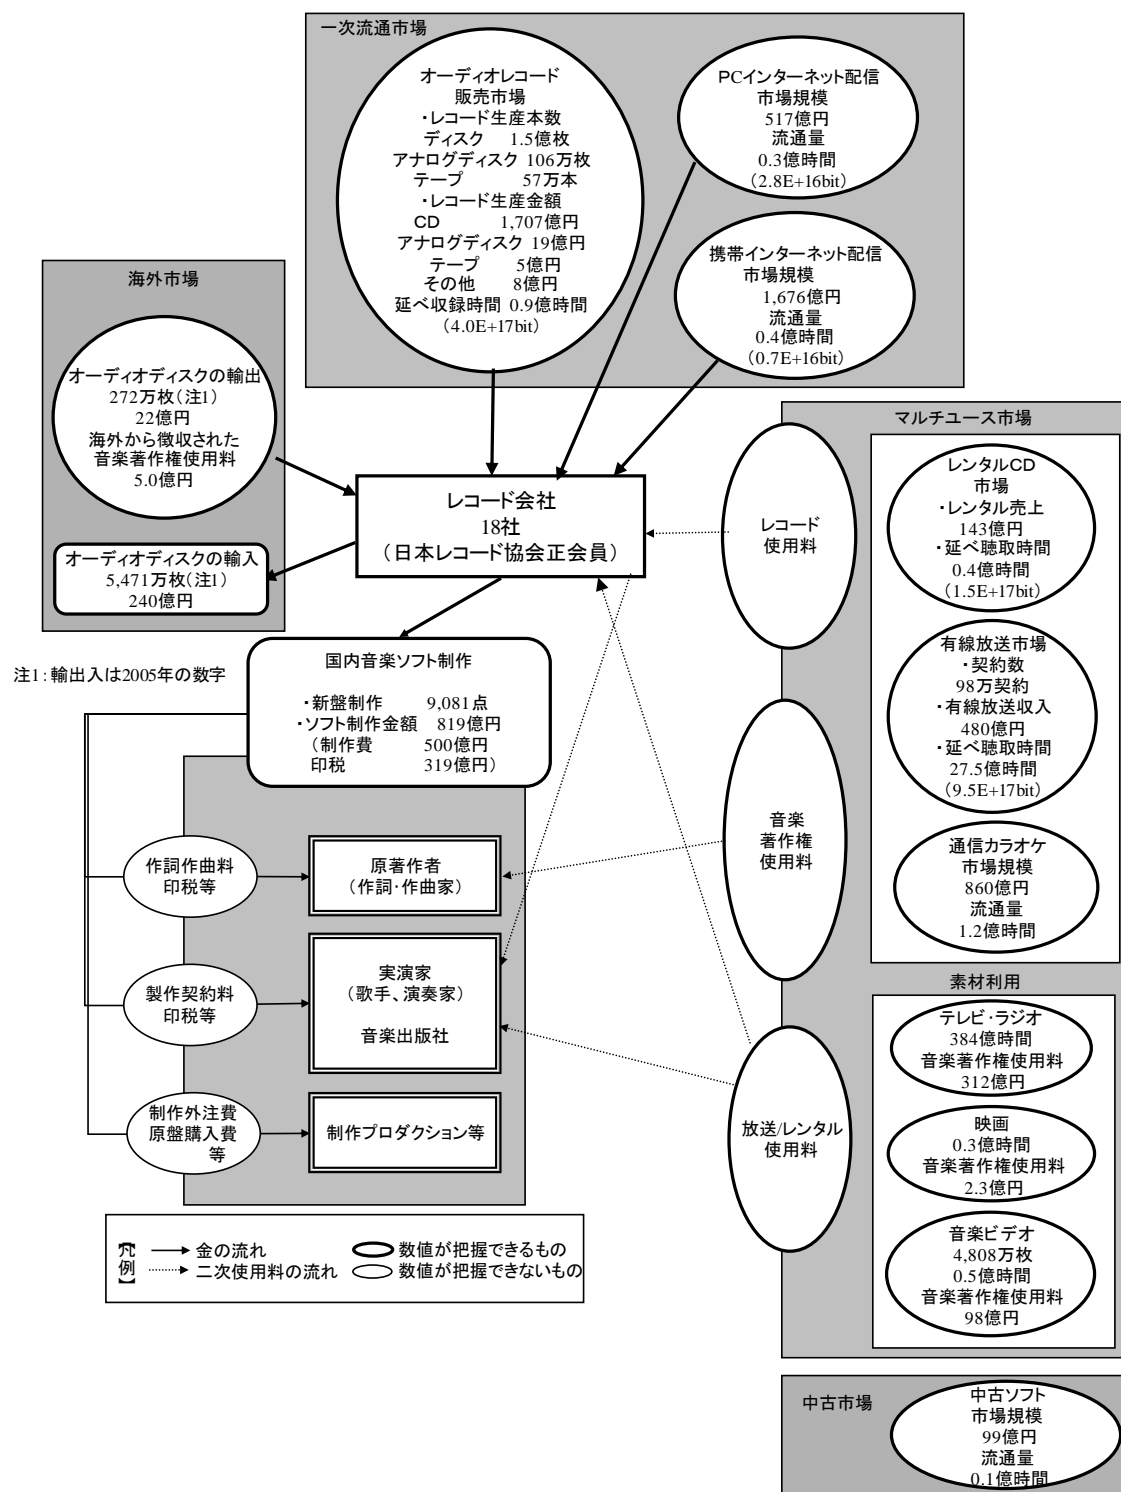 一次流通市場
オーディオレコード
販売市場
・レコード生産本数
ディスク 1.5億枚
アナログディスク 106万枚
テープ 57万本
・レコード生産金額
CD 1,707億円
アナログディスク 19億円
テープ 5億円
その他 8億円
延べ収録時間 0.9億時間
(4.0E+17bit)
PCインターネット配信
市場規模
517億円
流通量
0.3億時間
(2.8E+16bit)
携帯インターネット配信
市場規模
1,676億円
流通量
0.4億時間
(0.7E+16bit)
海外市場
オーディオディスクの輸出
272万枚(注1)
22億円
海外から徴収された
音楽著作権使用料
5.0億円
オーディオディスクの輸入
5,471万枚(注1)
240億円
注1:輸出入は2005年の数字
レコード会社
18社
(日本レコード協会正会員)
国内音楽ソフト制作
・新盤制作 9,081点
・ソフト制作金額 819億円
(制作費 500億円
印税 319億円)
作詞作曲料
印税等
原著作者
(作詞・作曲家)
製作契約料
印税等
実演家
(歌手、演奏家)
音楽出版社
制作外注費
原盤購入費
等
制作プロダクション等
レコード
使用料
音楽
著作権
使用料
放送/レンタル
使用料
マルチユース市場
レンタルCD
市場
・レンタル売上
143億円
・延べ聴取時間
0.4億時間
(1.5E+17bit)
有線放送市場
・契約数
98万契約
・有線放送収入
480億円
・延べ聴取時間
27.5億時間
(9.5E+17bit)
通信カラオケ
市場規模
860億円
流通量
1.2億時間
素材利用
テレビ・ラジオ
384億時間
音楽著作権使用料
312億円
映画
0.3億時間
音楽著作権使用料
2.3億円
音楽ビデオ
4,808万枚
0.5億時間
音楽著作権使用料
98億円
中古市場
中古ソフト
市場規模
99億円
流通量
0.1億時間
金の流れ
二次使用料の流れ
数値が把握できるもの
数値が把握できないもの